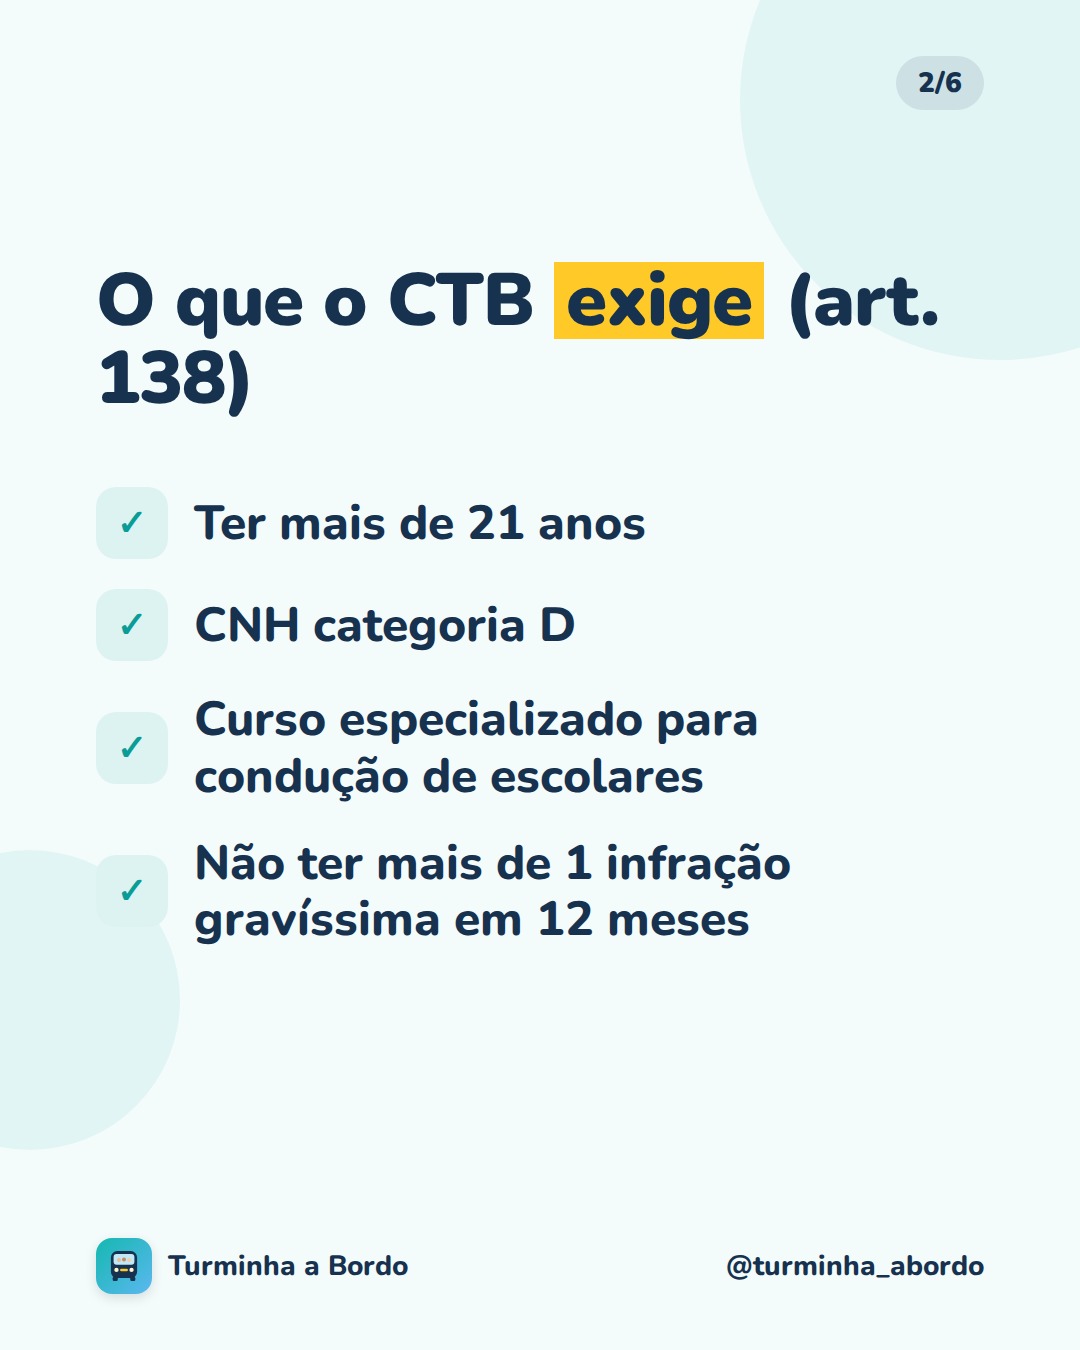 2/6
O que o CTB exige (art.
138)
✓ Ter mais de 21 anos
✓ CNH categoria D
✓ Curso especializado para
condução de escolares
✓ Não ter mais de 1 infração
gravíssima em 12 meses
Turminha a Bordo
@turminha_abordo